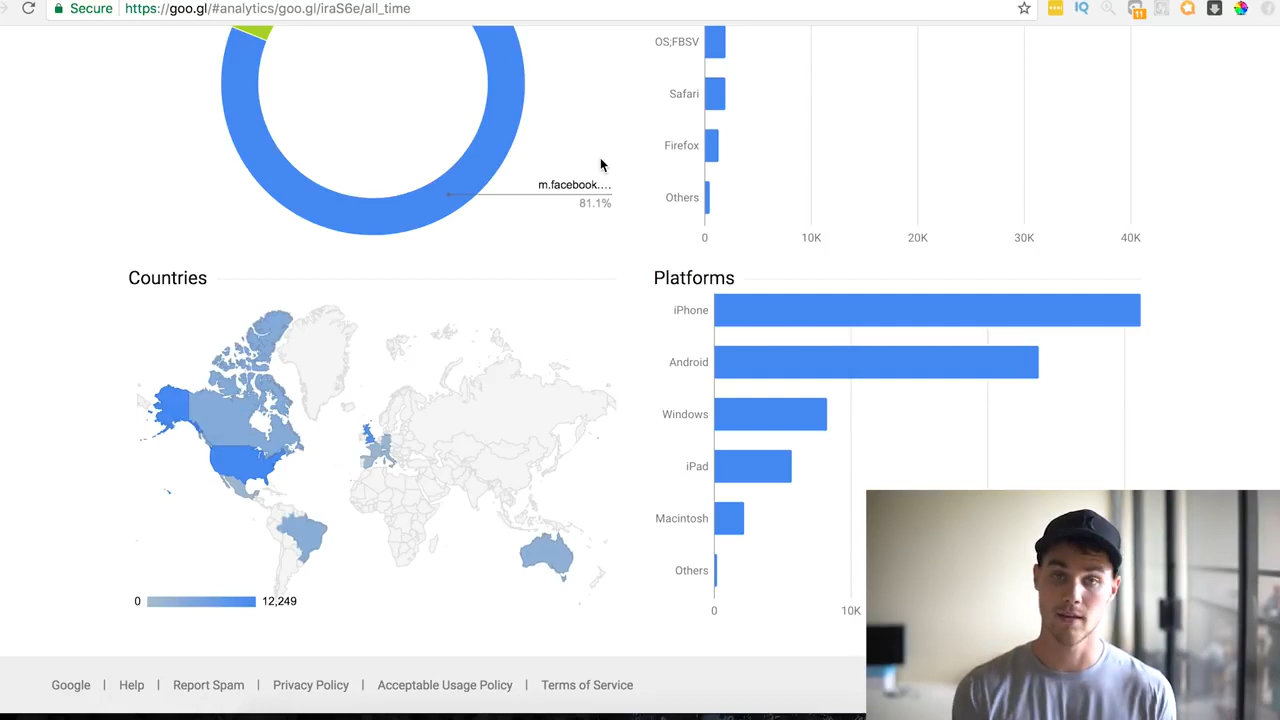 Secure https://goo.gl/#analytics/goo.gl/iraS6e/all_time
IQ
11
m.facebook....
81.1%
OS;FBSV
Safari
Firefox
Others
0 10K 20K 30K 40K
Countries
0 12,249
Platforms
iPhone
Android
Windows
iPad
Macintosh
Others
0 10K
Google | Help | Report Spam | Privacy Policy | Acceptable Usage Policy | Terms of Service